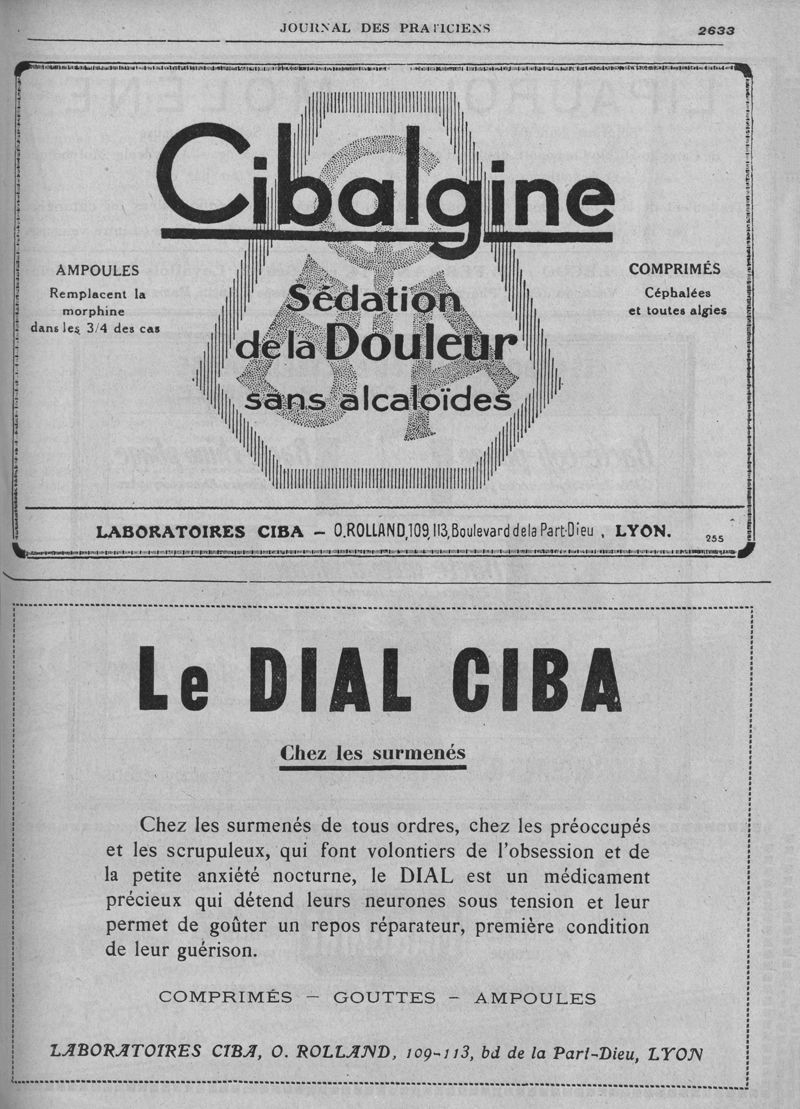 JOURNAL DES PRATICIENS 2633
Cibalgine
AMPOULES
Remplacent la
morphine
dans les 3/4 des cas
COMPRIMÉS
Céphalées
et toutes algies
Sédation
de la Douleur
sans alcaloïdes
LABORATOIRES CIBA – O.ROLLAND,109,113,Boulevard de la Part-Dieu , LYON.
255
Le DIAL CIBA
Chez les surmenés
Chez les surmenés de tous ordres, chez les préoccupés
et les scrupuleux, qui font volontiers de l'obsession et de
la petite anxiété nocturne, le DIAL est un médicament
précieux qui détend leurs neurones sous tension et leur
permet de goûter un repos réparateur, première condition
de leur guérison.
COMPRIMÉS – GOUTTES – AMPOULES
LABORATOIRES CIBA, O. ROLLAND, 109-113, bd de la Part-Dieu, LYON